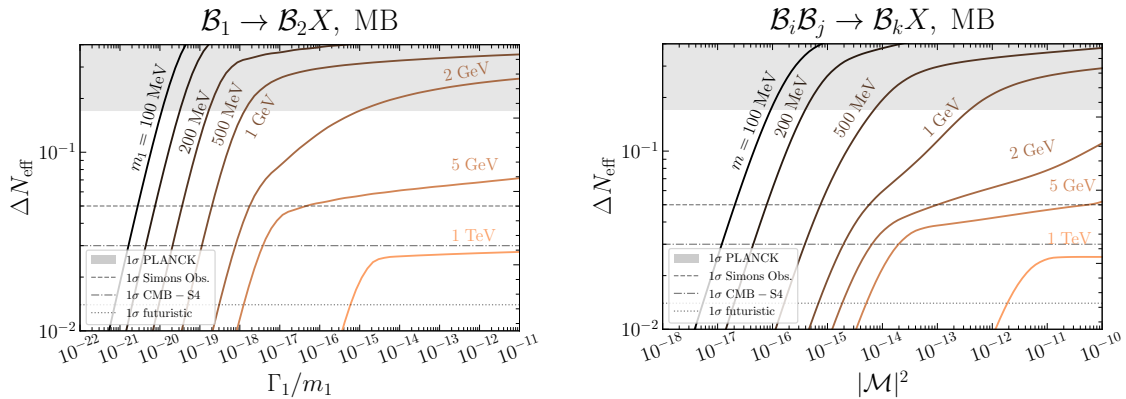 ℬ₁ → ℬ₂X, MB
ΔN_eff
10⁻¹
10⁻²
m₁ = 100 MeV
200 MeV
500 MeV
1 GeV
2 GeV
5 GeV
1 TeV
1σ PLANCK
1σ Simons Obs.
1σ CMB − S4
1σ futuristic
10⁻²² 10⁻²¹ 10⁻²⁰ 10⁻¹⁹ 10⁻¹⁸ 10⁻¹⁷ 10⁻¹⁶ 10⁻¹⁵ 10⁻¹⁴ 10⁻¹³ 10⁻¹² 10⁻¹¹
Γ₁/m₁
ℬᵢℬⱼ → ℬₖX, MB
ΔN_eff
10⁻¹
10⁻²
m = 100 MeV
200 MeV
500 MeV
1 GeV
2 GeV
5 GeV
1 TeV
1σ PLANCK
1σ Simons Obs.
1σ CMB − S4
1σ futuristic
10⁻¹⁸ 10⁻¹⁷ 10⁻¹⁶ 10⁻¹⁵ 10⁻¹⁴ 10⁻¹³ 10⁻¹² 10⁻¹¹ 10⁻¹⁰
|ℳ|²